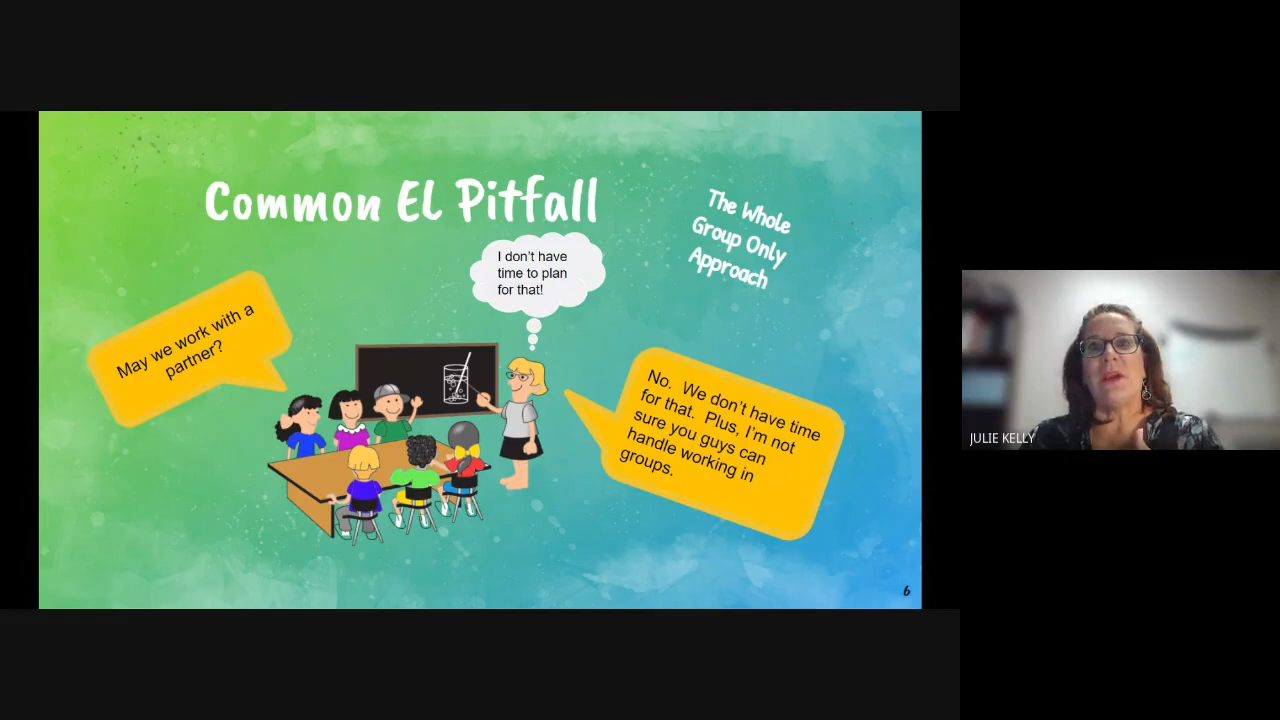 Common EL Pitfall
The Whole
Group Only
Approach
I don't have
time to plan
for that!
May we work with a
partner?
No.  We don't have time
for that.  Plus, I'm not
sure you guys can
handle working in
groups.
JULIE KELLY
6